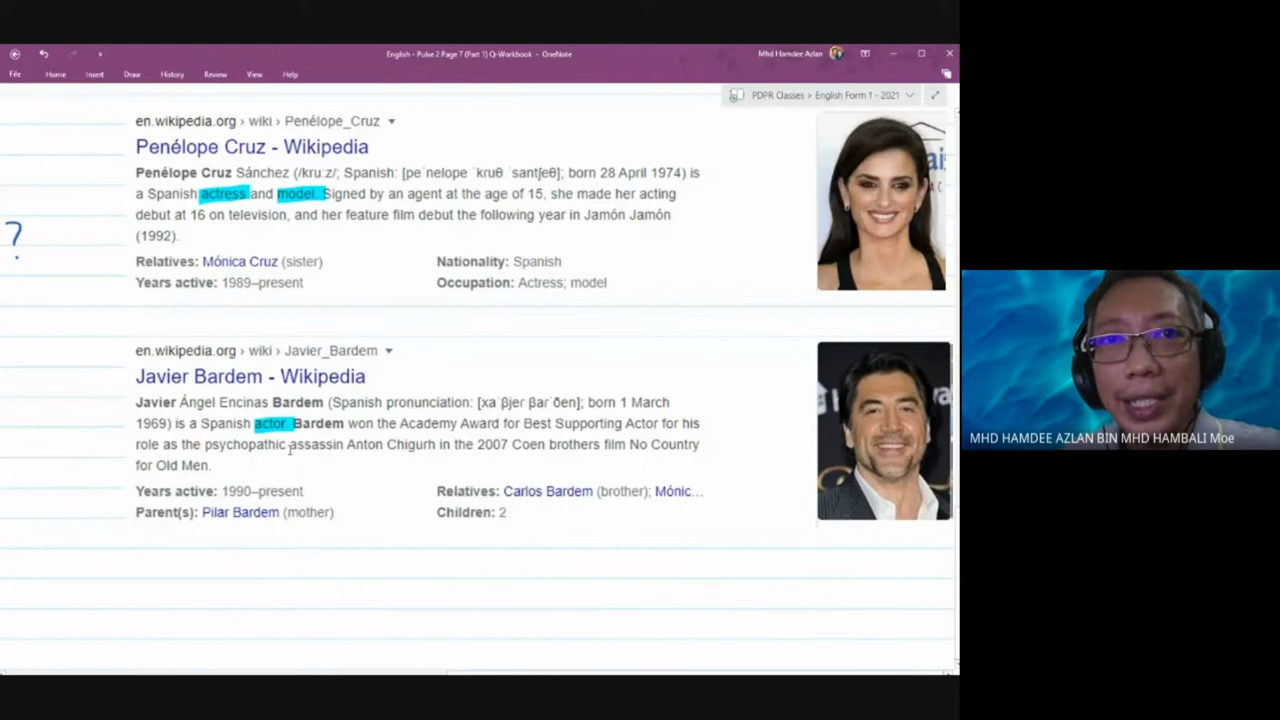 English - Pulse 2 Page 7 (Part 1) Q-Workbook - OneNote
Mhd Hamdee Azlan
File Home Insert Draw History Review View Help
PDPR Classes > English Form 1 - 2021
en.wikipedia.org › wiki › Penélope_Cruz
Penélope Cruz - Wikipedia
Penélope Cruz Sánchez (/kruːz/; Spanish: [peˈnelope ˈkɾuθ ˈsantʃeθ]; born 28 April 1974) is
a Spanish actress and model. Signed by an agent at the age of 15, she made her acting
debut at 16 on television, and her feature film debut the following year in Jamón Jamón
(1992).
?
Relatives: Mónica Cruz (sister)
Nationality: Spanish
Years active: 1989–present
Occupation: Actress; model
en.wikipedia.org › wiki › Javier_Bardem
Javier Bardem - Wikipedia
Javier Ángel Encinas Bardem (Spanish pronunciation: [xaˈβjeɾ βaɾˈðen]; born 1 March
1969) is a Spanish actor Bardem won the Academy Award for Best Supporting Actor for his
role as the psychopathic assassin Anton Chigurh in the 2007 Coen brothers film No Country
for Old Men.
Years active: 1990–present
Relatives: Carlos Bardem (brother); Mónic...
Parent(s): Pilar Bardem (mother)
Children: 2
MHD HAMDEE AZLAN BIN MHD HAMBALI Moe